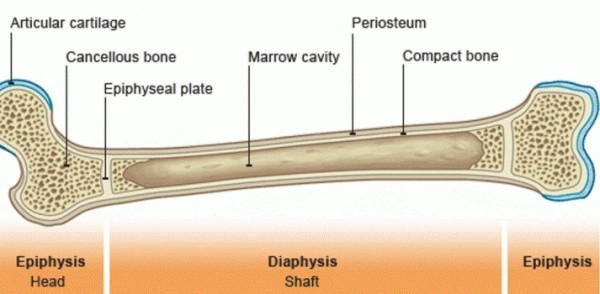 Articular cartilage
Periosteum
Cancellous bone
Marrow cavity
Compact bone
Epiphyseal plate
Epiphysis
Head
Diaphysis
Shaft
Epiphysis